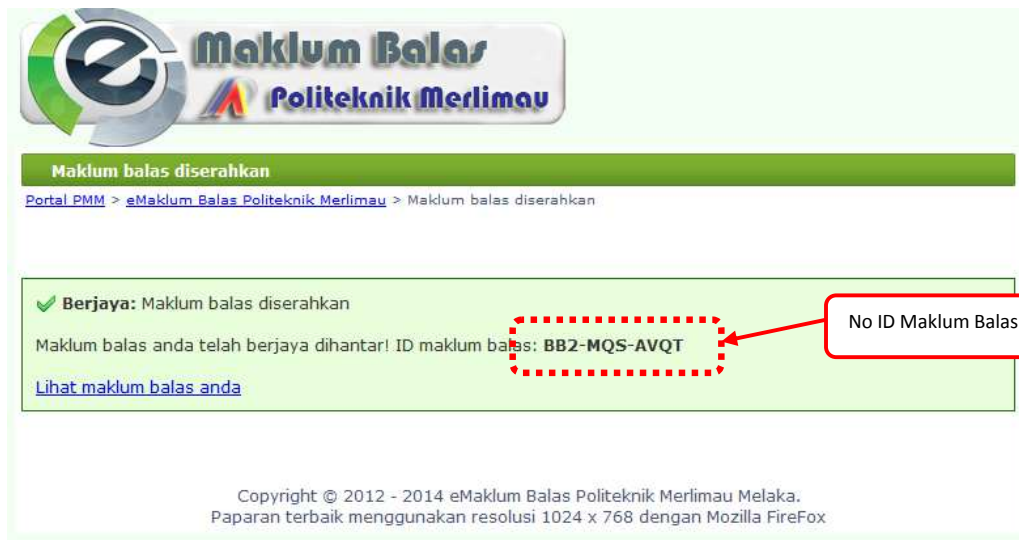 e Maklum Balas
Politeknik Merlimau
Maklum balas diserahkan
Portal PMM > eMaklum Balas Politeknik Merlimau > Maklum balas diserahkan
Berjaya: Maklum balas diserahkan
No ID Maklum Balas
Maklum balas anda telah berjaya dihantar! ID maklum balas: BB2-MQS-AVQT
Lihat maklum balas anda
Copyright © 2012 - 2014 eMaklum Balas Politeknik Merlimau Melaka.
Paparan terbaik menggunakan resolusi 1024 x 768 dengan Mozilla FireFox